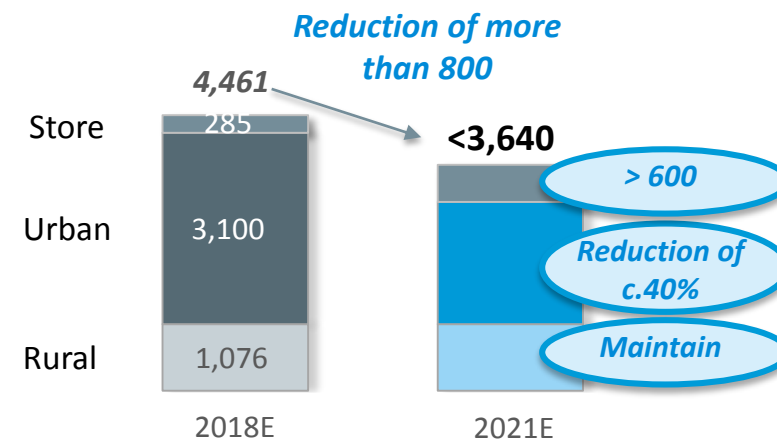 Reduction of more
than 800
4,461
Store
285
<3,640
> 600
Urban
3,100
Reduction of
c.40%
Rural
1,076
Maintain
2018E
2021E